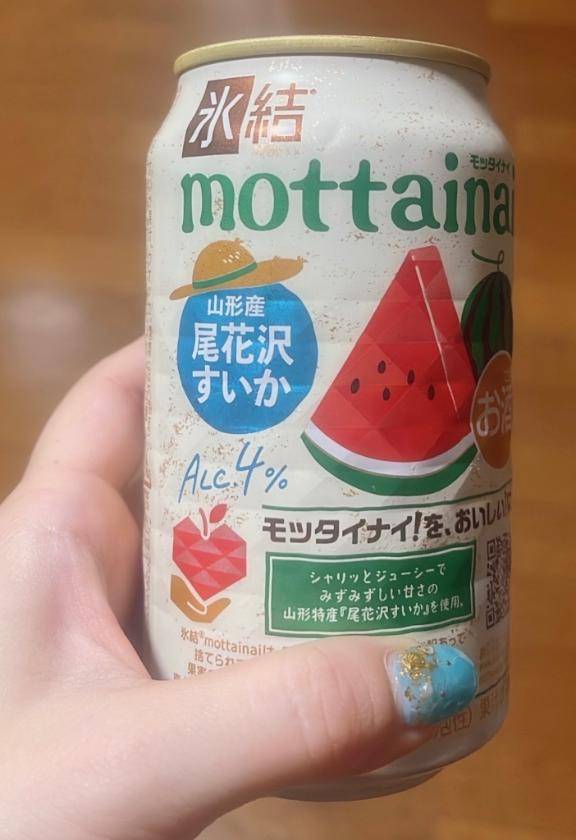 氷結®
モッタイナイ
mottainai
山形産
尾花沢
すいか
お酒
ALC.4%
モッタイナイ!を、おいしい!
シャリッとジューシーで
みずみずしい甘さの
山形特産『尾花沢すいか』を使用。
氷結®mottainaiは
捨てられ